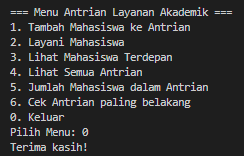 === Menu Antrian Layanan Akademik ===
1. Tambah Mahasiswa ke Antrian
2. Layani Mahasiswa
3. Lihat Mahasiswa Terdepan
4. Lihat Semua Antrian
5. Jumlah Mahasiswa dalam Antrian
6. Cek Antrian paling belakang
0. Keluar
Pilih Menu: 0
Terima kasih!